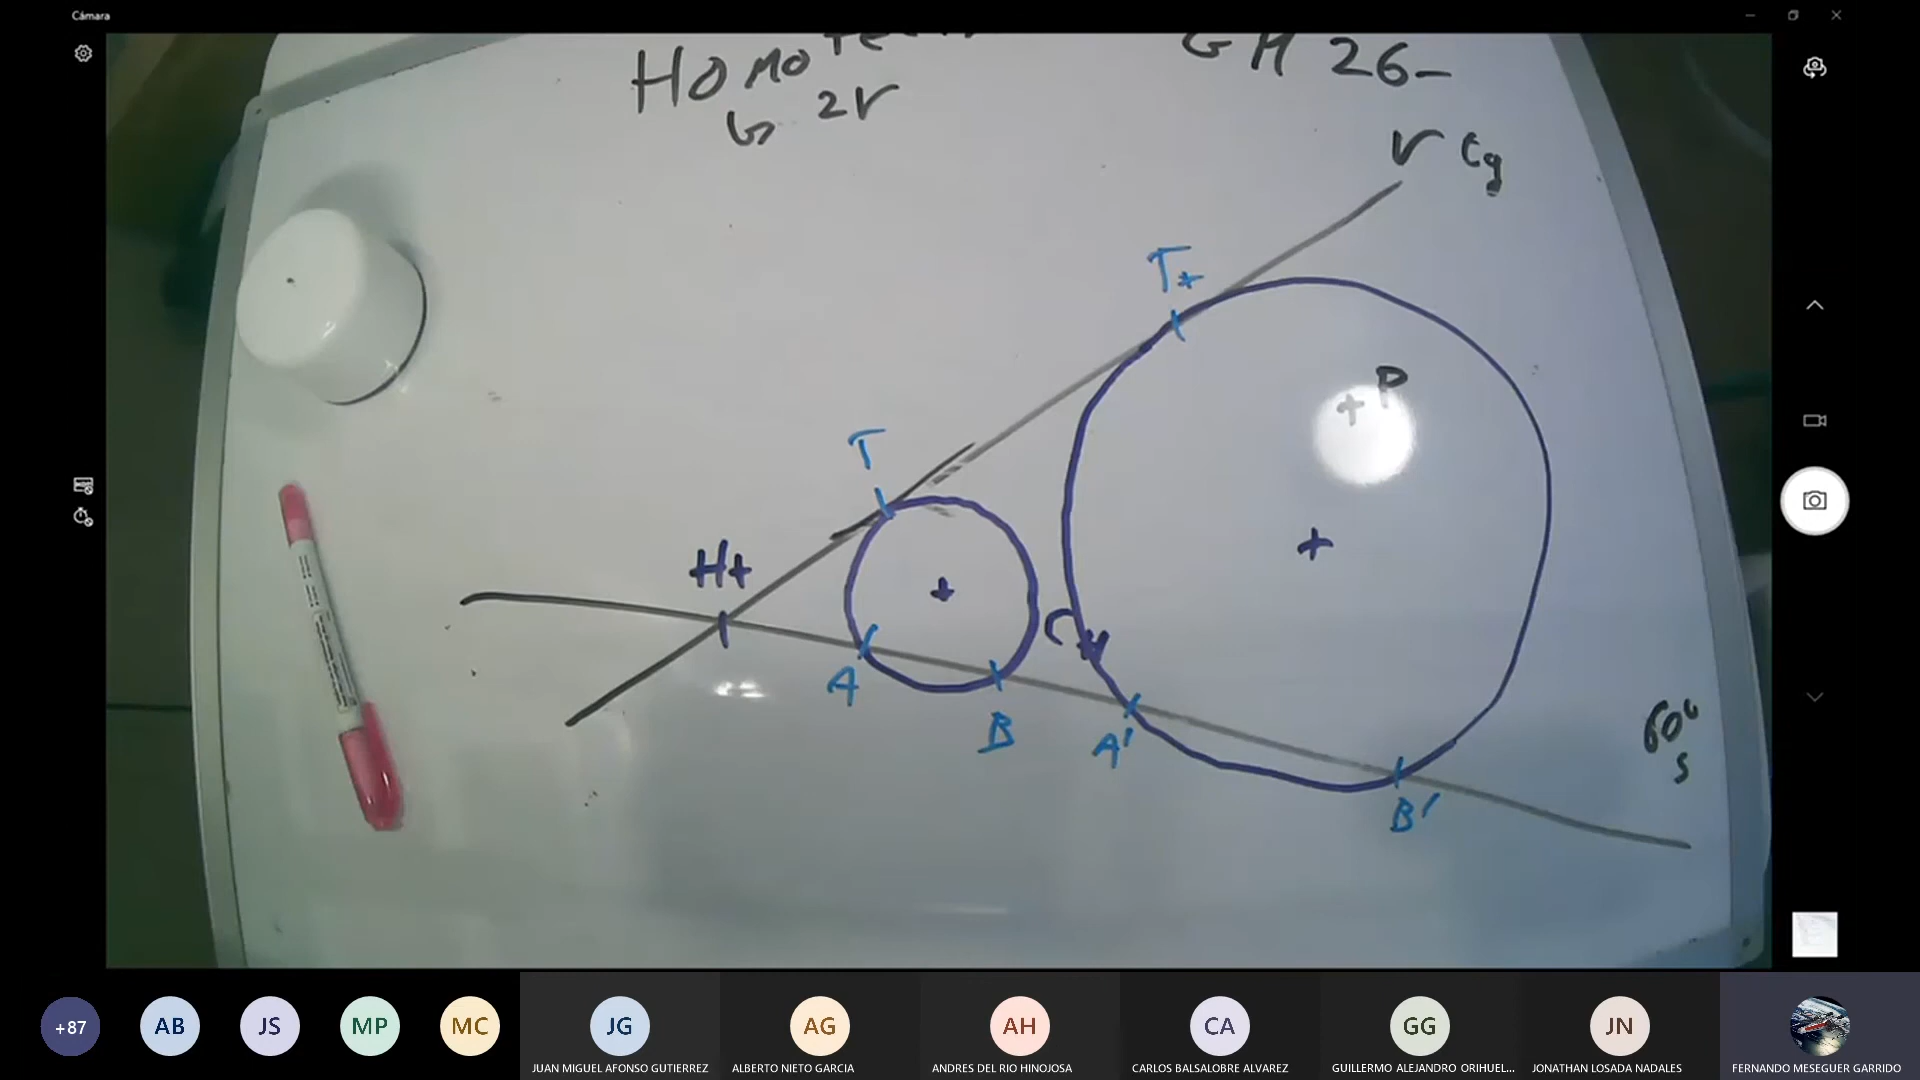 Cámara
Homotecia
↳ 2r
GH 26-
r Cg
T*
P
T
H+
C
A
B
A'
B'
60°
s
+87
AB
JS
MP
MC
JG
AG
AH
CA
GG
JN
JUAN MIGUEL AFONSO GUTIERREZ
ALBERTO NIETO GARCIA
ANDRES DEL RIO HINOJOSA
CARLOS BALSALOBRE ALVAREZ
GUILLERMO ALEJANDRO ORIHUEL...
JONATHAN LOSADA NADALES
FERNANDO MESEGUER GARRIDO